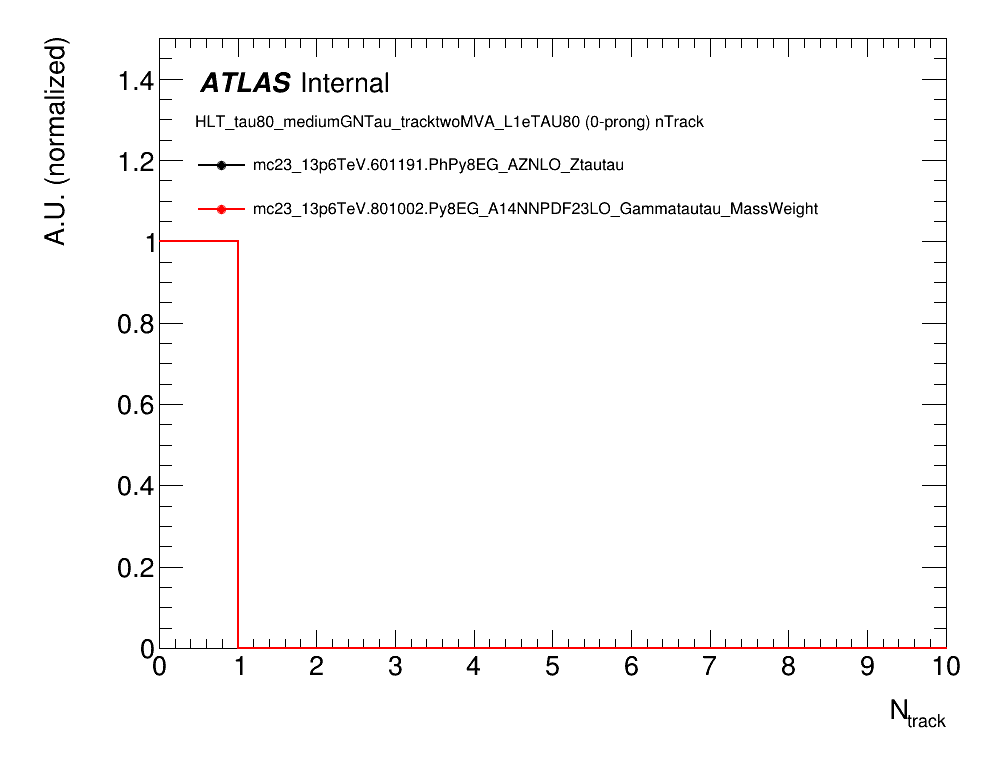 ATLAS Internal
HLT_tau80_mediumGNTau_tracktwoMVA_L1eTAU80 (0-prong) nTrack
mc23_13p6TeV.601191.PhPy8EG_AZNLO_Ztautau
mc23_13p6TeV.801002.Py8EG_A14NNPDF23LO_Gammatautau_MassWeight
A.U. (normalized)
1.4
1.2
1
0.8
0.6
0.4
0.2
0
0 1 2 3 4 5 6 7 8 9 10
N_track